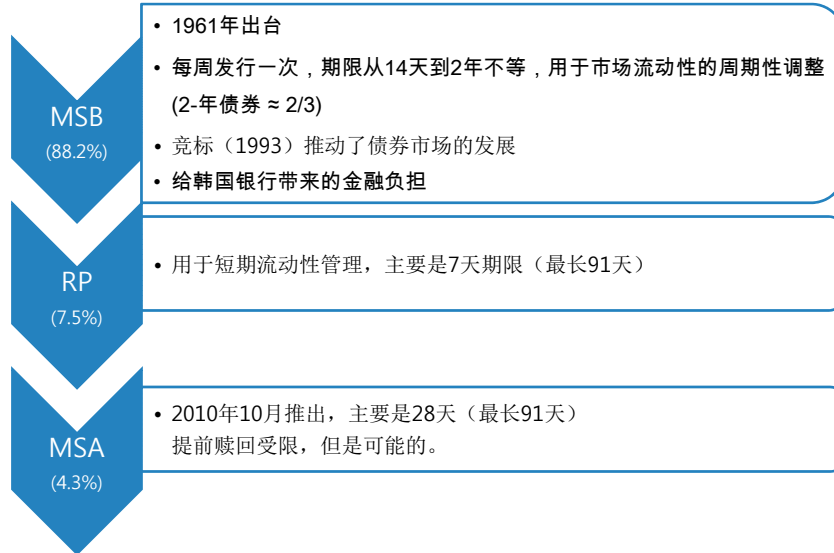 MSB
(88.2%)
• 1961年出台
• 每周发行一次，期限从14天到2年不等，用于市场流动性的周期性调整
(2-年债券 ≈ 2/3)
• 竞标（1993）推动了债券市场的发展
• 给韩国银行带来的金融负担
RP
(7.5%)
• 用于短期流动性管理，主要是7天期限（最长91天）
MSA
(4.3%)
• 2010年10月推出，主要是28天（最长91天）
提前赎回受限，但是可能的。